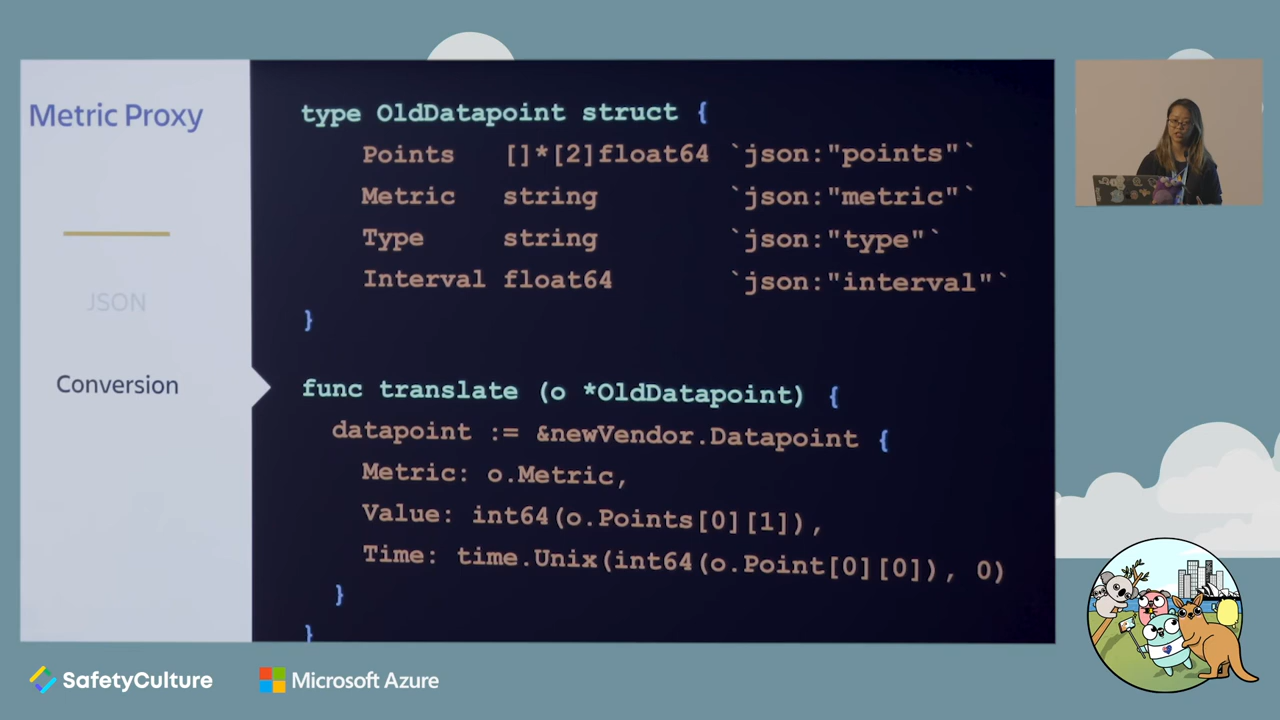 Metric Proxy
JSON
Conversion
type OldDatapoint struct {
Points []*[2]float64 `json:"points"`
Metric string `json:"metric"`
Type string `json:"type"`
Interval float64 `json:"interval"`
}
func translate (o *OldDatapoint) {
datapoint := &newVendor.Datapoint {
Metric: o.Metric,
Value: int64(o.Points[0][1]),
Time: time.Unix(int64(o.Point[0][0]), 0)
}
}
SafetyCulture
Microsoft Azure